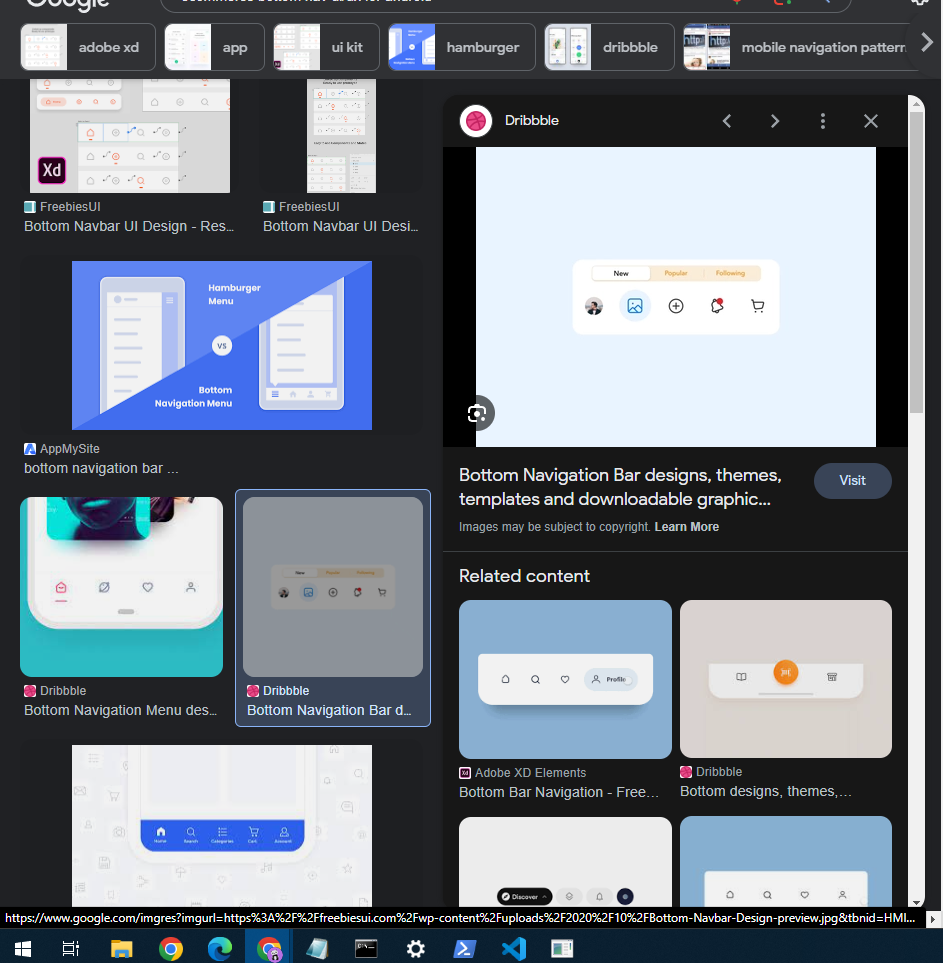 Google
adobe xd
app
ui kit
hamburger
dribbble
mobile navigation pattern
Xd
FreebiesUI
Bottom Navbar UI Design - Res...
FreebiesUI
Bottom Navbar UI Desi...
Hamburger
Menu
VS
Bottom
Navigation Menu
AppMySite
bottom navigation bar ...
Dribbble
Bottom Navigation Menu des...
New
Popular
Following
Dribbble
Bottom Navigation Bar d...
Home
Search
Categories
Cart
Account
Dribbble
New
Popular
Following
Bottom Navigation Bar designs, themes,
templates and downloadable graphic...
Visit
Images may be subject to copyright. Learn More
Related content
Profile
Xd
Adobe XD Elements
Bottom Bar Navigation - Free...
Dribbble
Bottom designs, themes,...
Discover
https://www.google.com/imgres?imgurl=https%3A%2F%2Ffreebiesui.com%2Fwp-content%2Fuploads%2F2020%2F10%2FBottom-Navbar-Design-preview.jpg&tbnid=HMI...